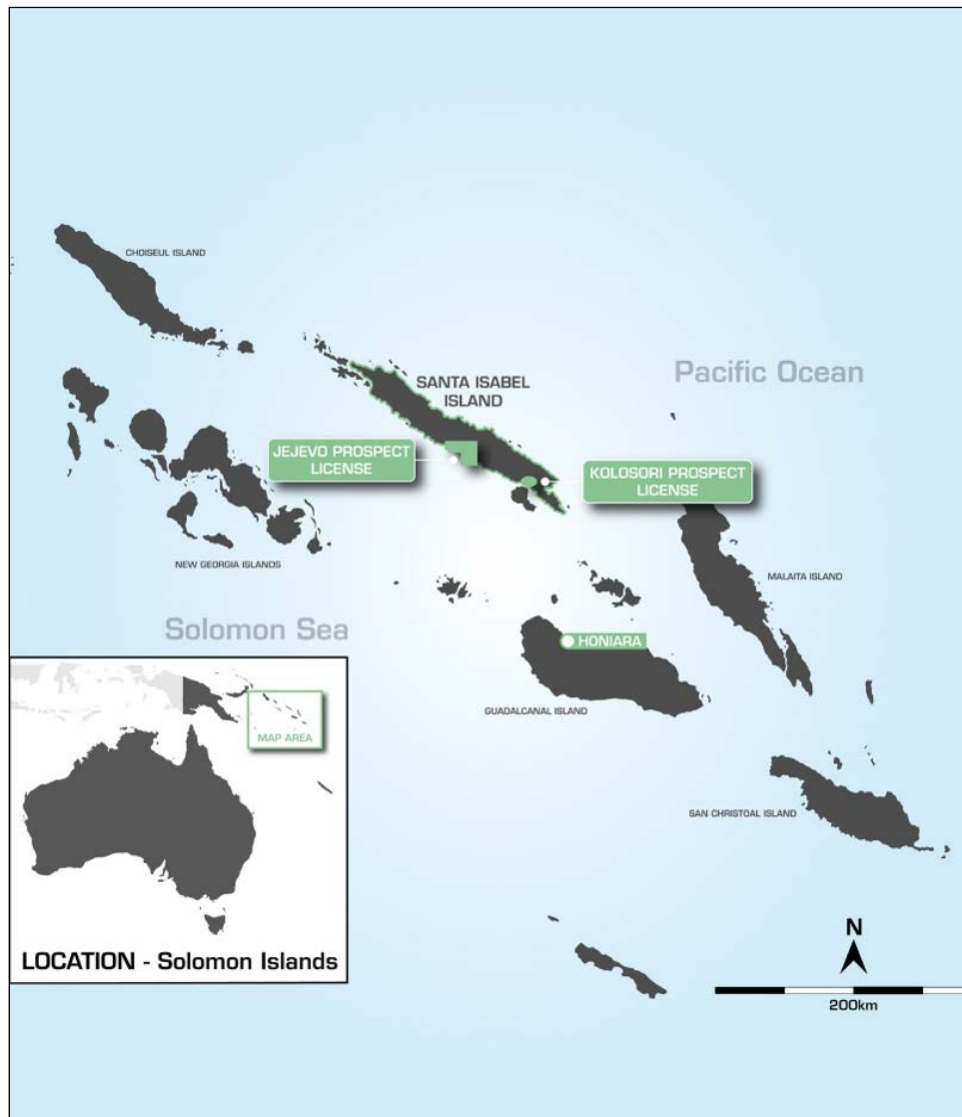 CHOISEUL ISLAND
SANTA ISABEL
ISLAND
Pacific Ocean
JEJEVO PROSPECT
LICENSE
KOLOSORI PROSPECT
LICENSE
NEW GEORGIA ISLANDS
MALAITA ISLAND
Solomon Sea
HONIARA
GUADALCANAL ISLAND
MAP AREA
SAN CHRISTOAL ISLAND
LOCATION - Solomon Islands
N
200km